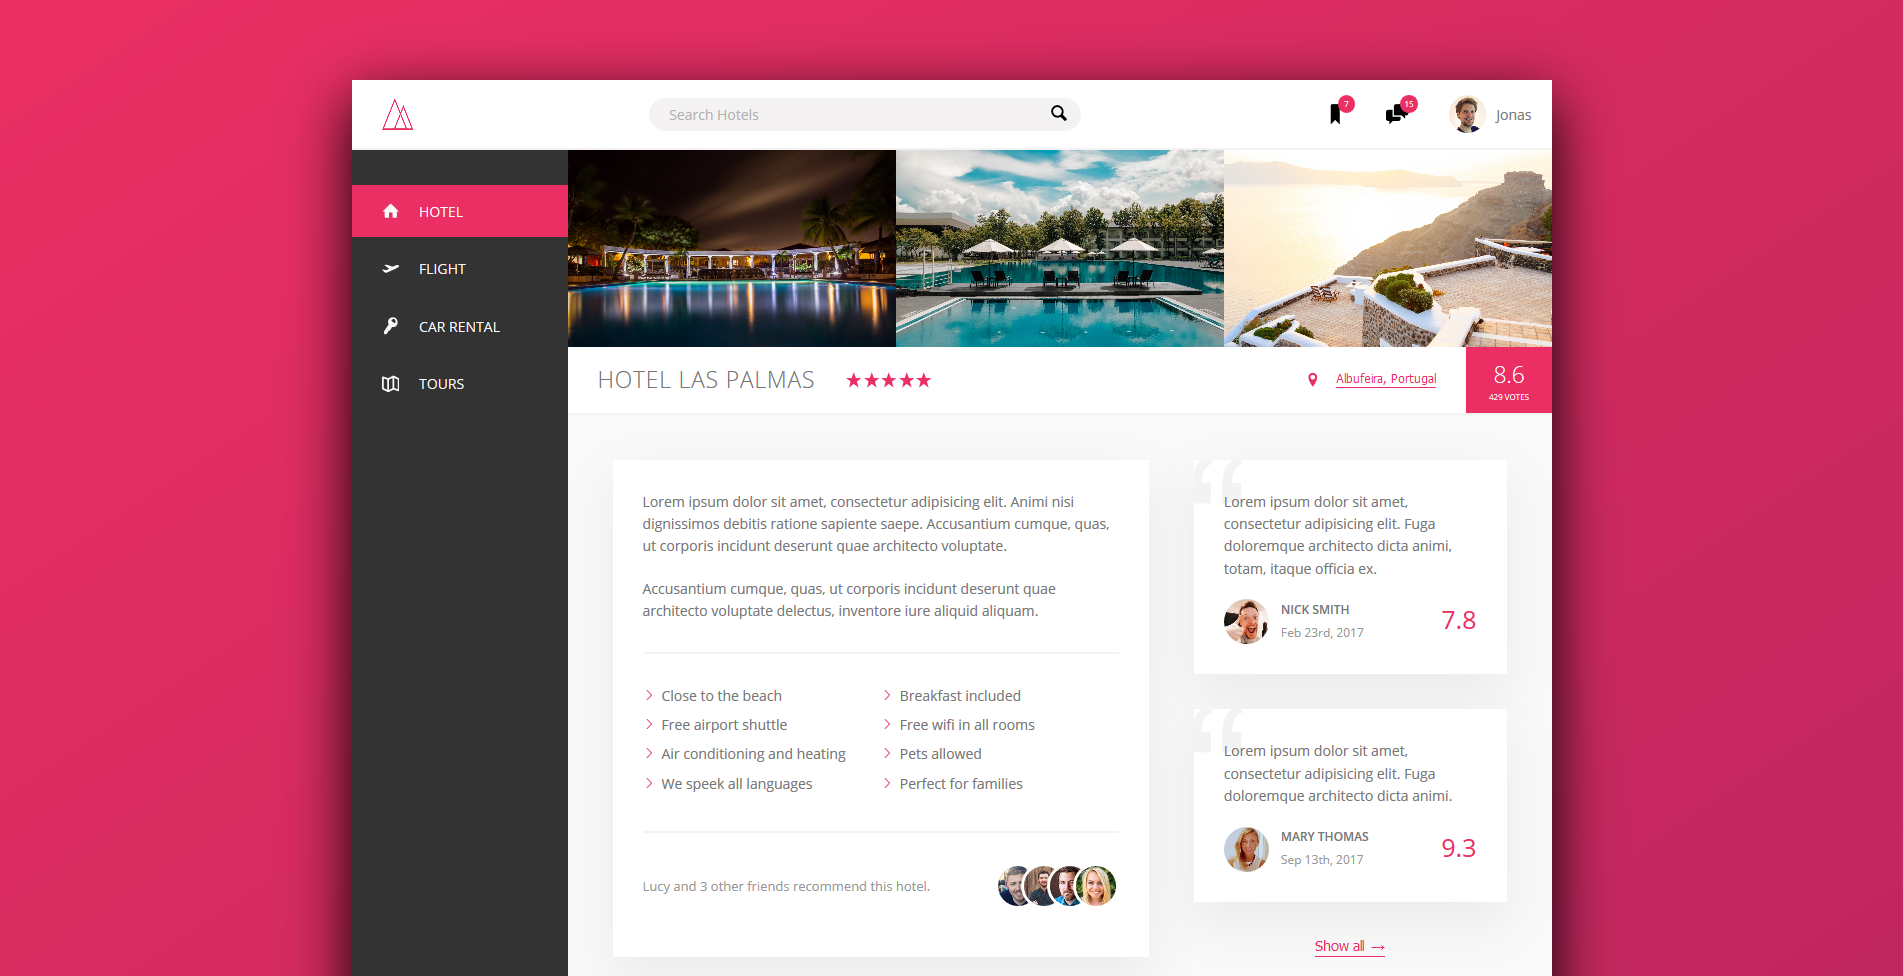 Search Hotels
7
15
Jonas
HOTEL
FLIGHT
CAR RENTAL
TOURS
HOTEL LAS PALMAS
Albufeira, Portugal
8.6
429 VOTES
Lorem ipsum dolor sit amet, consectetur adipisicing elit. Animi nisi
dignissimos debitis ratione sapiente saepe. Accusantium cumque, quas,
ut corporis incidunt deserunt quae architecto voluptate.
Accusantium cumque, quas, ut corporis incidunt deserunt quae
architecto voluptate delectus, inventore iure aliquid aliquam.
Close to the beach
Free airport shuttle
Air conditioning and heating
We speek all languages
Breakfast included
Free wifi in all rooms
Pets allowed
Perfect for families
Lucy and 3 other friends recommend this hotel.
“
Lorem ipsum dolor sit amet,
consectetur adipisicing elit. Fuga
doloremque architecto dicta animi,
totam, itaque officia ex.
NICK SMITH
Feb 23rd, 2017
7.8
“
Lorem ipsum dolor sit amet,
consectetur adipisicing elit. Fuga
doloremque architecto dicta animi.
MARY THOMAS
Sep 13th, 2017
9.3
Show all →